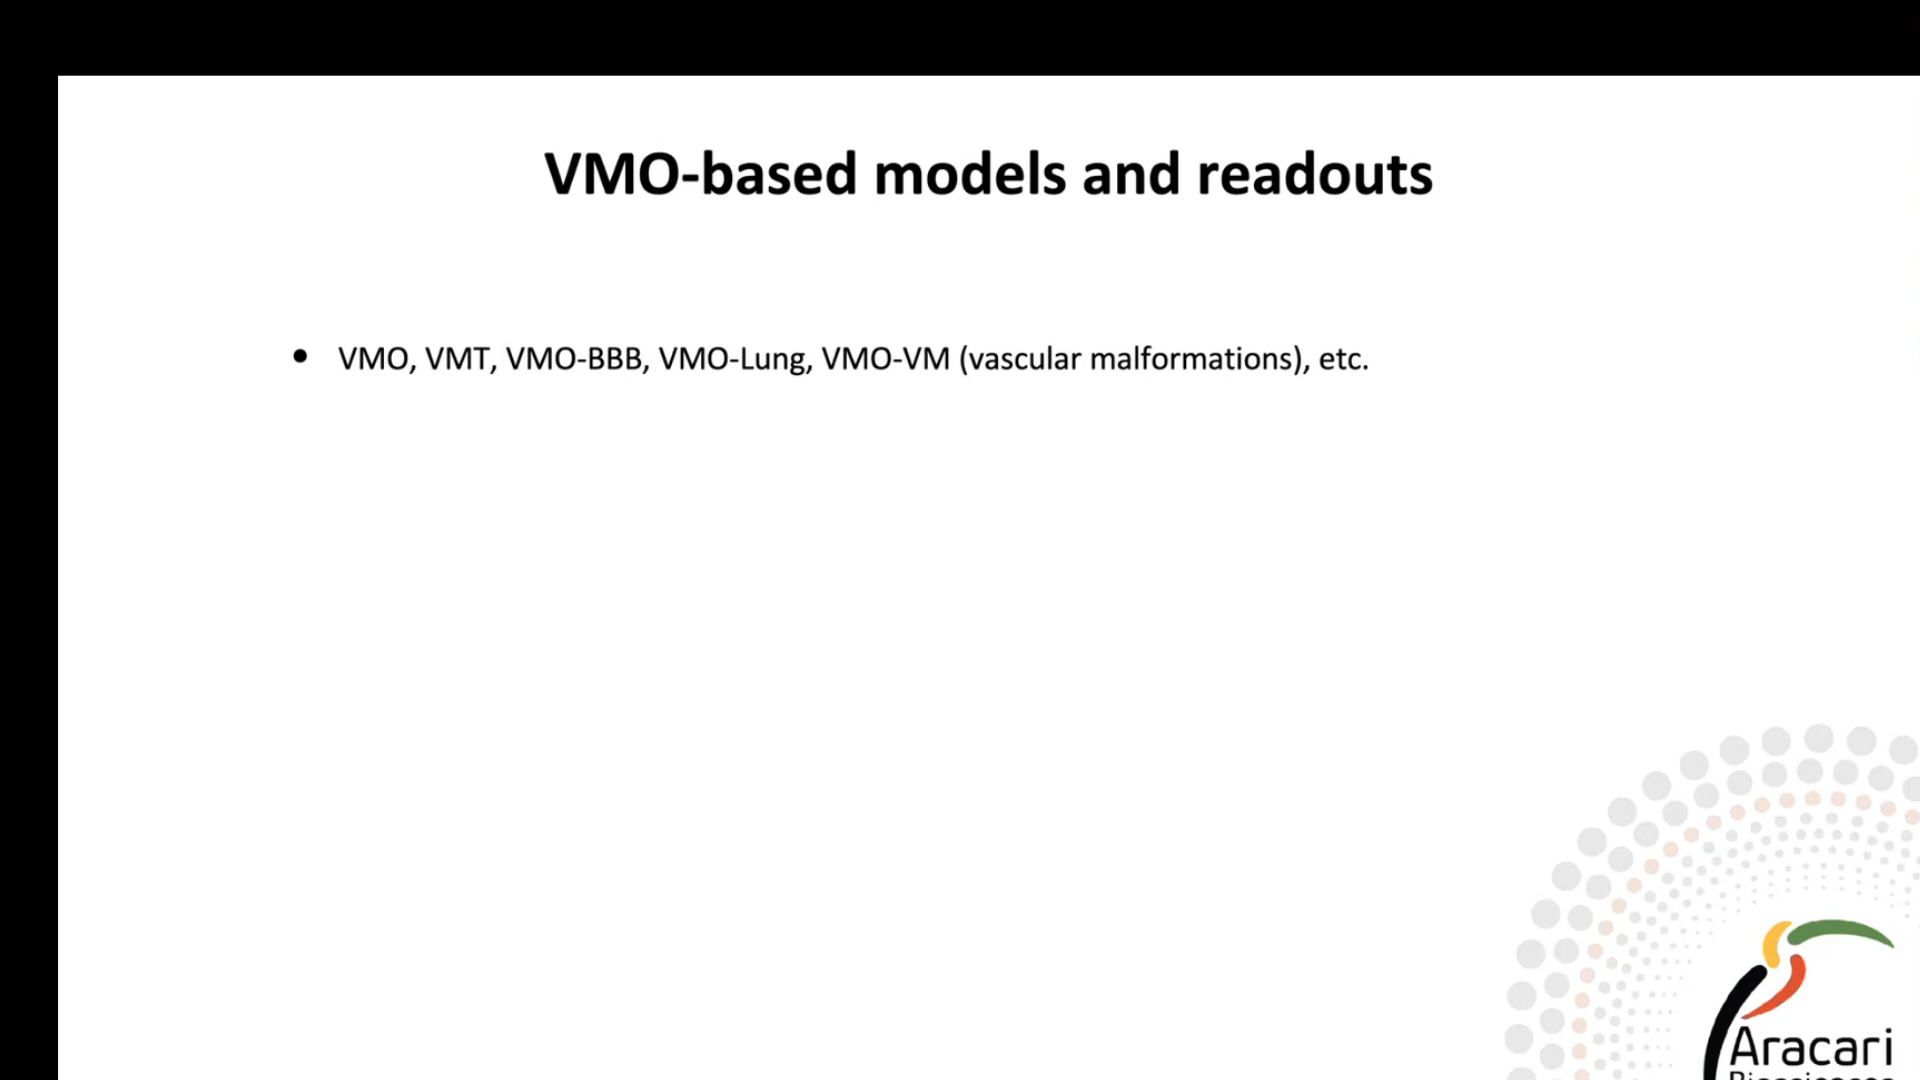 VMO-based models and readouts
• VMO, VMT, VMO-BBB, VMO-Lung, VMO-VM (vascular malformations), etc.
Aracari